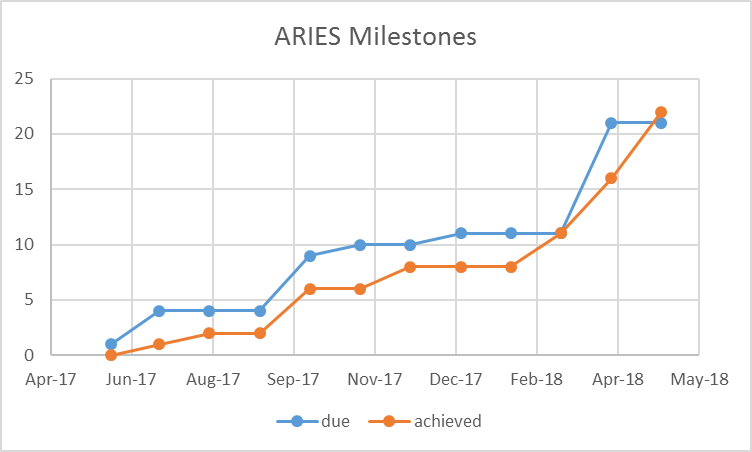 ARIES Milestones
25
20
15
10
5
0
Apr-17 Jun-17 Aug-17 Sep-17 Nov-17 Dec-17 Feb-18 Apr-18 May-18
due achieved